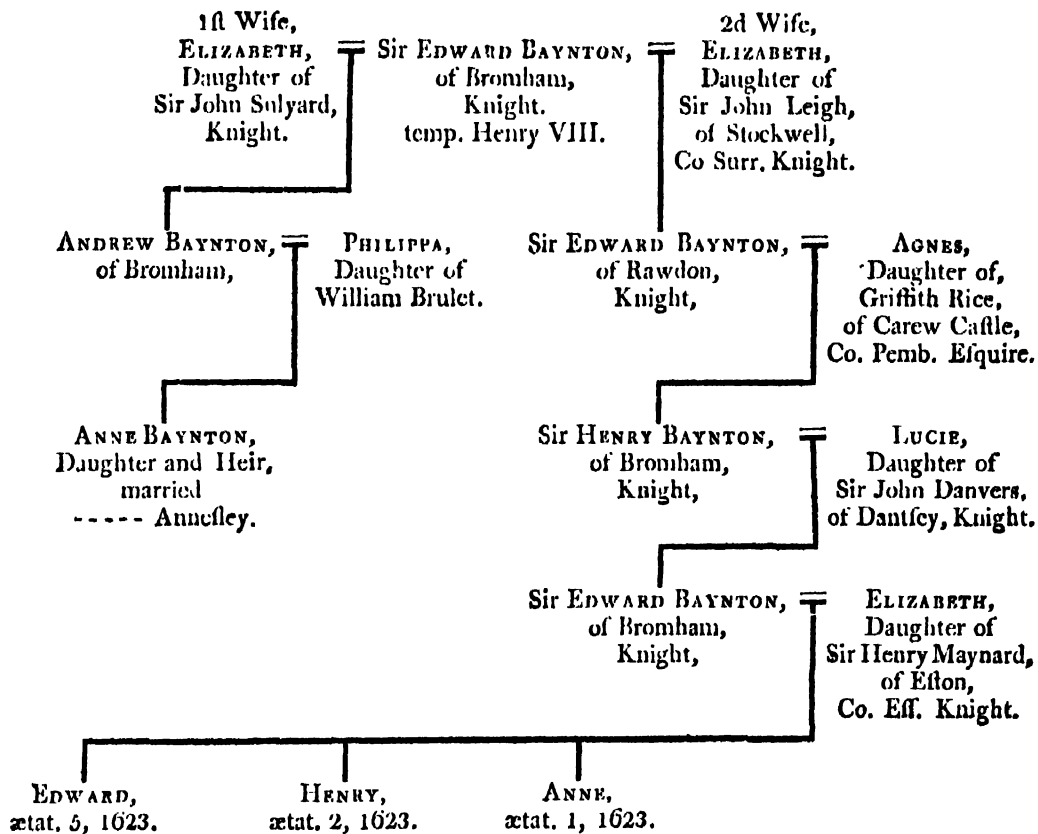 1ſt Wife,
ELIZABETH,
Daughter of
Sir John Sulyard,
Knight.
Sir EDWARD BAYNTON,
of Bromham,
Knight.
temp. Henry VIII.
2d Wife,
ELIZABETH,
Daughter of
Sir John Leigh,
of Stockwell,
Co Surr. Knight.
ANDREW BAYNTON,
of Bromham,
PHILIPPA,
Daughter of
William Brulet.
Sir EDWARD BAYNTON,
of Rawdon,
Knight,
AGNES,
Daughter of,
Griffith Rice,
of Carew Caſtle,
Co. Pemb. Eſquire.
ANNE BAYNTON,
Daughter and Heir,
married
----- Anneſley.
Sir HENRY BAYNTON,
of Bromham,
Knight,
LUCIE,
Daughter of
Sir John Danvers,
of Dantſey, Knight.
Sir EDWARD BAYNTON,
of Bromham,
Knight,
ELIZABETH,
Daughter of
Sir Henry Maynard,
of Eſton,
Co. Eſſ. Knight.
EDWARD,
ætat. 5, 1623.
HENRY,
ætat. 2, 1623.
ANNE,
ætat. 1, 1623.